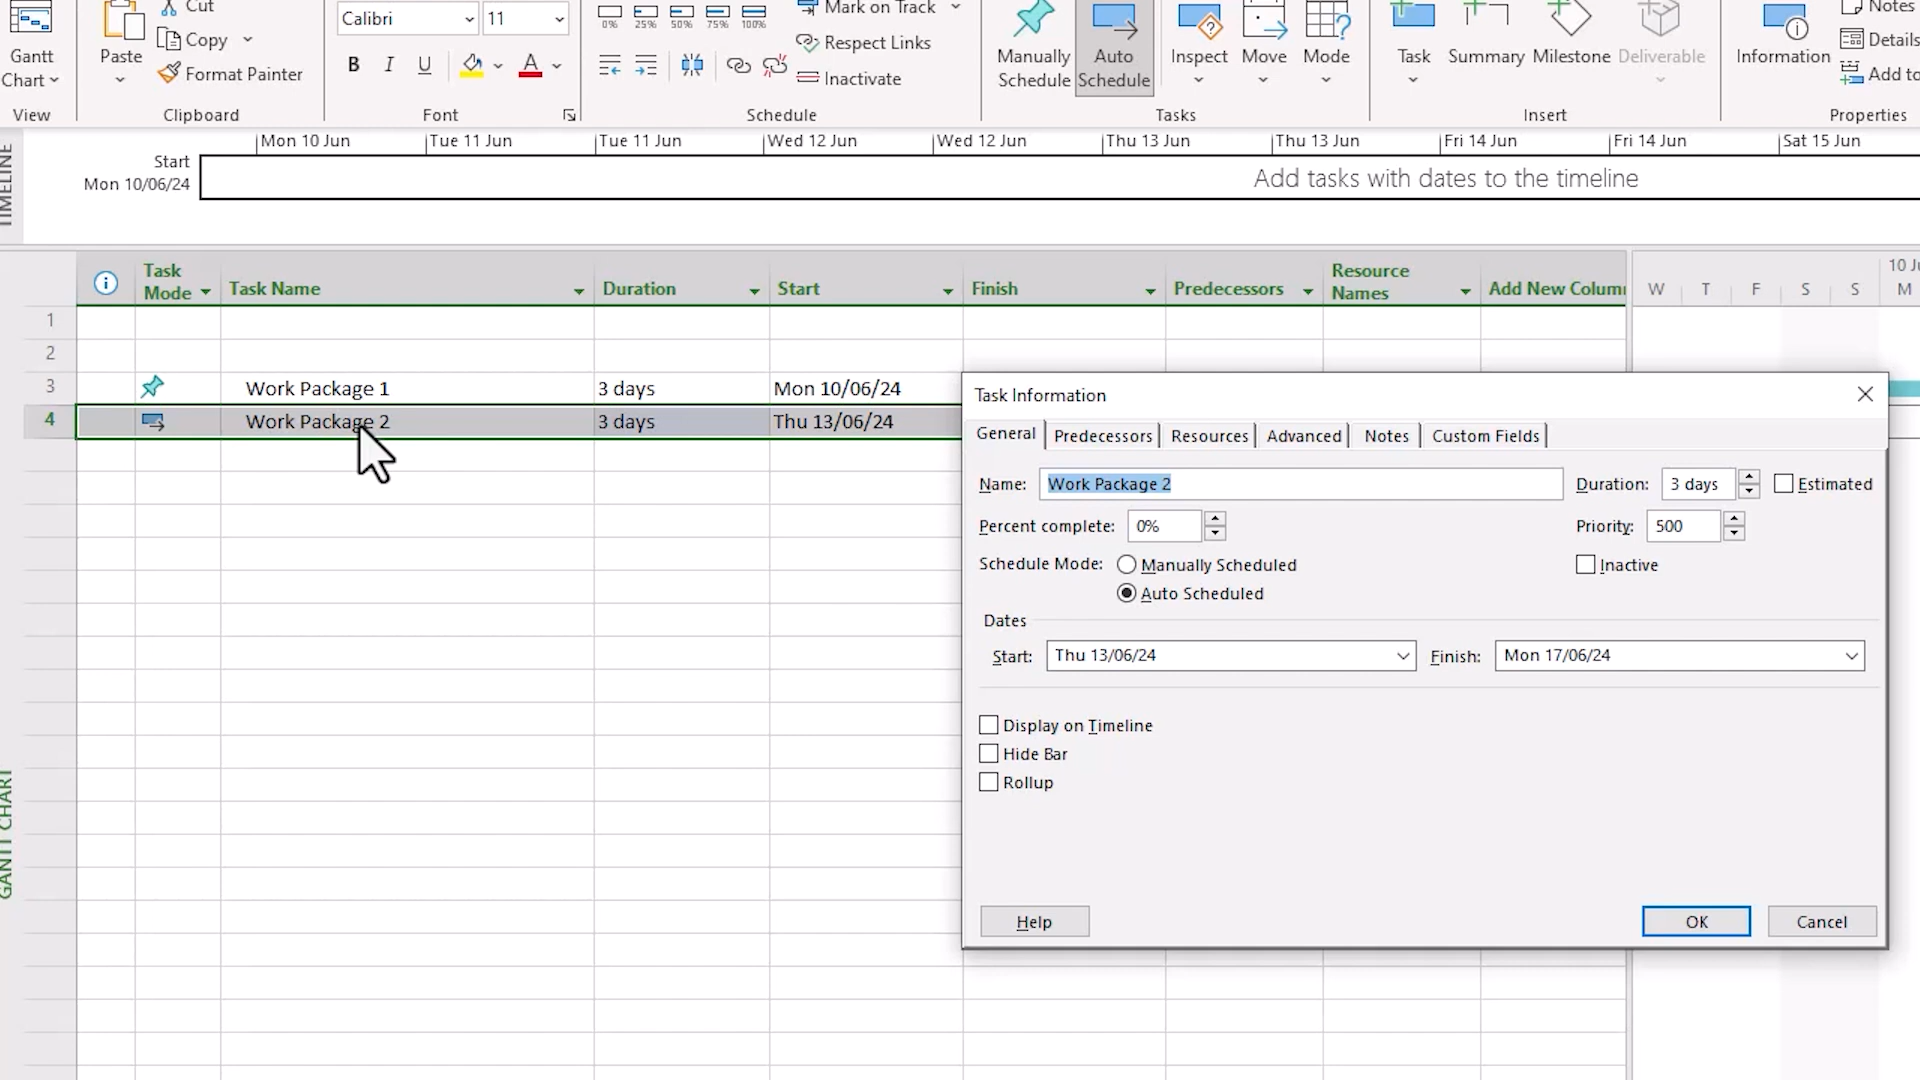 Cut
Calibri 11
0% 25% 50% 75% 100%
Mark on Track
Gantt
Chart
Paste
Copy
Format Painter
B I U A
Respect Links
Inactivate
Manually
Schedule
Auto
Schedule
Inspect
Move
Mode
Task
Summary
Milestone
Deliverable
Information
Notes
Details
Add to
View
Clipboard
Font
Schedule
Tasks
Insert
Properties
TIMELINE
Mon 10 Jun Tue 11 Jun Tue 11 Jun Wed 12 Jun Wed 12 Jun Thu 13 Jun Thu 13 Jun Fri 14 Jun Fri 14 Jun Sat 15 Jun
Start
Mon 10/06/24
Add tasks with dates to the timeline
Task
Mode
Task Name
Duration
Start
Finish
Predecessors
Resource
Names
Add New Colum
W T F S S M
1
2
3 Work Package 1 3 days Mon 10/06/24
4 Work Package 2 3 days Thu 13/06/24
GANTT CHART
Task Information
General Predecessors Resources Advanced Notes Custom Fields
Name: Work Package 2 Duration: 3 days Estimated
Percent complete: 0% Priority: 500
Schedule Mode: Manually Scheduled Inactive
Auto Scheduled
Dates
Start: Thu 13/06/24 Finish: Mon 17/06/24
Display on Timeline
Hide Bar
Rollup
Help OK Cancel